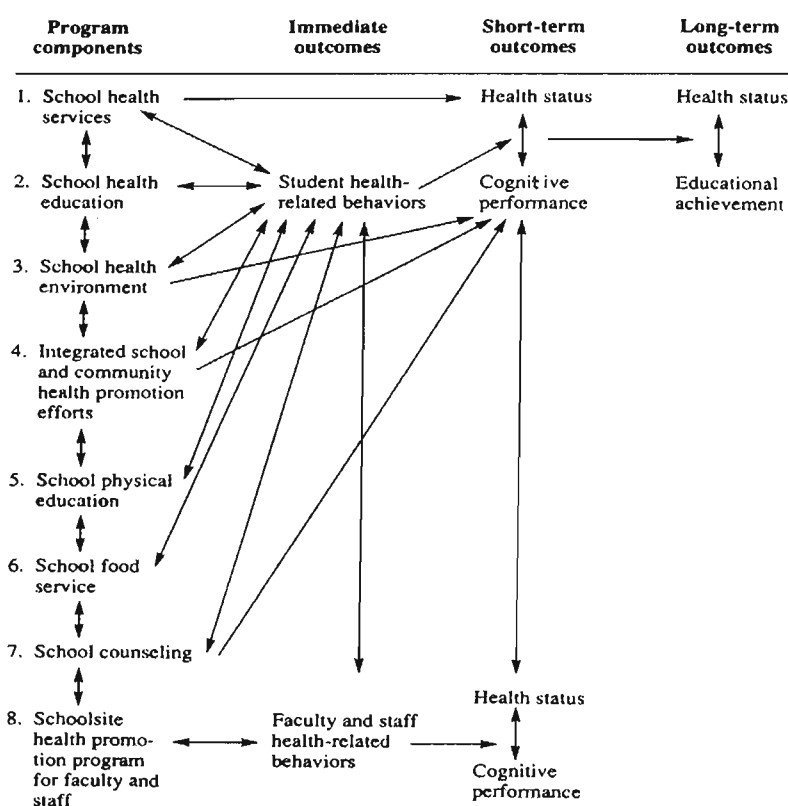 Program components
Immediate outcomes
Short-term outcomes
Long-term outcomes
1. School health
services
Health status
Health status
2. School health
education
Student health-
related behaviors
Cognitive
performance
Educational
achievement
3. School health
environment
4. Integrated school
and community
health promotion
efforts
5. School physical
education
6. School food
service
7. School counseling
8. Schoolsite
health promo-
tion program
for faculty and
staff
Faculty and staff
health-related
behaviors
Health status
Cognitive
performance